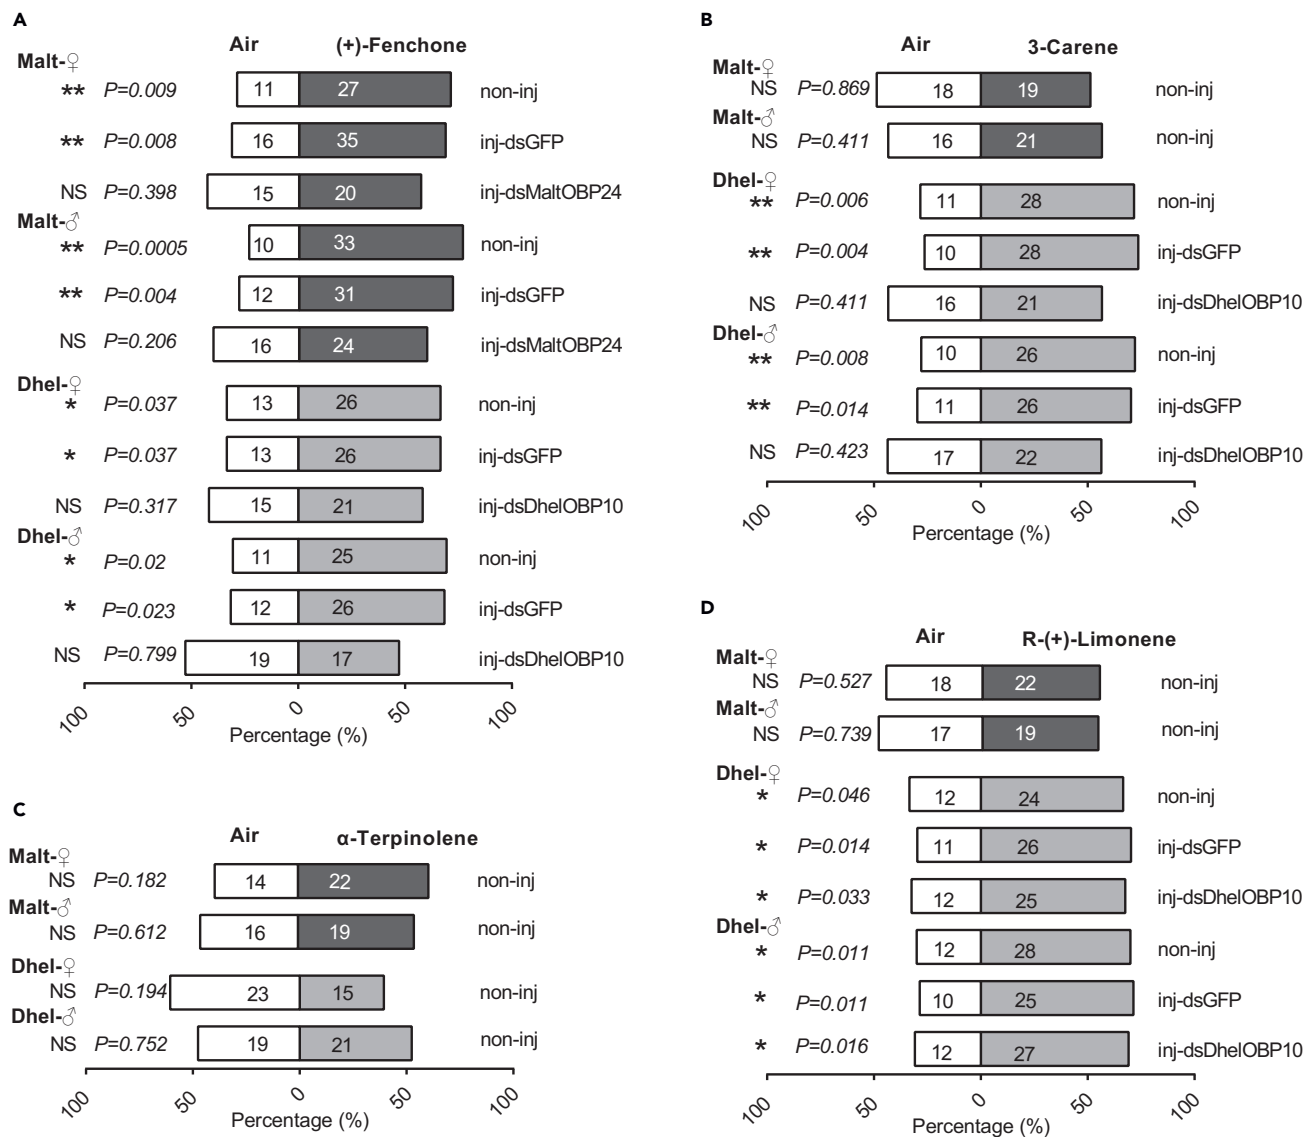 A
Air (+)-Fenchone
Malt-♀
** P=0.009 11 27 non-inj
** P=0.008 16 35 inj-dsGFP
NS P=0.398 15 20 inj-dsMaltOBP24
Malt-♂
** P=0.0005 10 33 non-inj
** P=0.004 12 31 inj-dsGFP
NS P=0.206 16 24 inj-dsMaltOBP24
Dhel-♀
* P=0.037 13 26 non-inj
* P=0.037 13 26 inj-dsGFP
NS P=0.317 15 21 inj-dsDhelOBP10
Dhel-♂
* P=0.02 11 25 non-inj
* P=0.023 12 26 inj-dsGFP
NS P=0.799 19 17 inj-dsDhelOBP10
100 50 0 50 100
Percentage (%)
B
Air 3-Carene
Malt-♀
NS P=0.869 18 19 non-inj
Malt-♂
NS P=0.411 16 21 non-inj
Dhel-♀
** P=0.006 11 28 non-inj
** P=0.004 10 28 inj-dsGFP
NS P=0.411 16 21 inj-dsDhelOBP10
Dhel-♂
** P=0.008 10 26 non-inj
** P=0.014 11 26 inj-dsGFP
NS P=0.423 17 22 inj-dsDhelOBP10
100 50 0 50 100
Percentage (%)
C
Air α-Terpinolene
Malt-♀
NS P=0.182 14 22 non-inj
Malt-♂
NS P=0.612 16 19 non-inj
Dhel-♀
NS P=0.194 23 15 non-inj
Dhel-♂
NS P=0.752 19 21 non-inj
100 50 0 50 100
Percentage (%)
D
Air R-(+)-Limonene
Malt-♀
NS P=0.527 18 22 non-inj
Malt-♂
NS P=0.739 17 19 non-inj
Dhel-♀
* P=0.046 12 24 non-inj
* P=0.014 11 26 inj-dsGFP
* P=0.033 12 25 inj-dsDhelOBP10
Dhel-♂
* P=0.011 12 28 non-inj
* P=0.011 10 25 inj-dsGFP
* P=0.016 12 27 inj-dsDhelOBP10
100 50 0 50 100
Percentage (%)